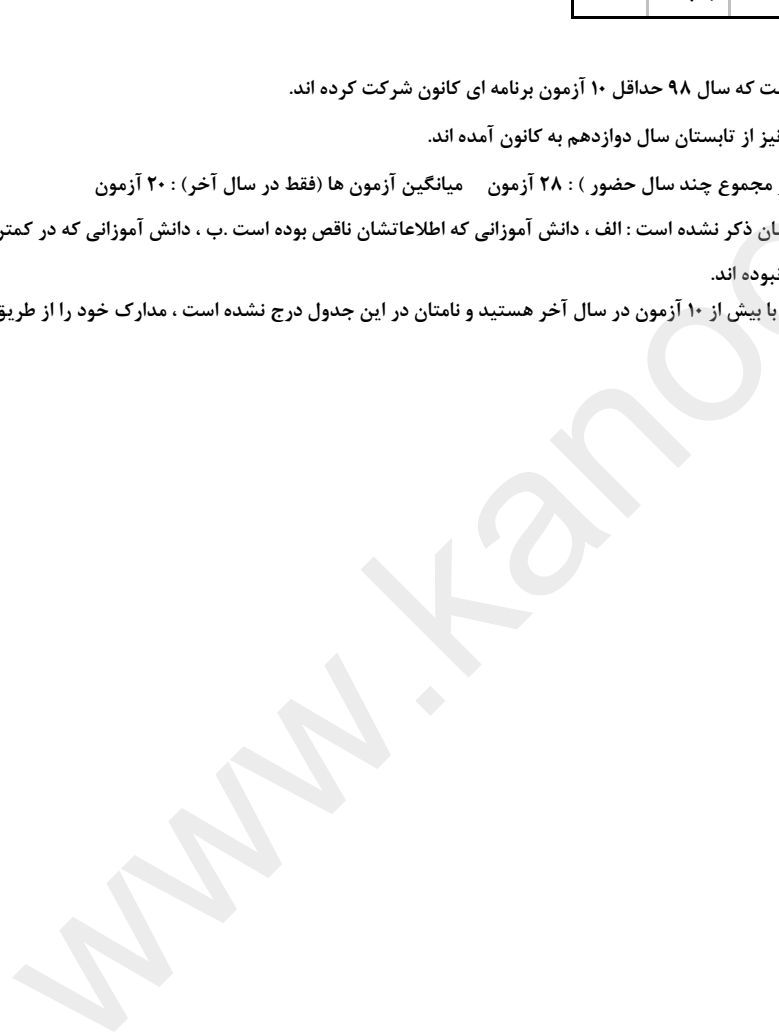 که سال ۹۸ حداقل ۱۰ آزمون برنامه ای کانون شرکت کرده اند.
نیز از تابستان سال دوازدهم به کانون آمده اند.
مجموع چند سال حضور ) : ۲۸ آزمون میانگین آزمون ها (فقط در سال آخر) : ۲۰ آزمون
ذکر نشده است : الف ، دانش آموزانی که اطلاعاتشان ناقص بوده است .ب ، دانش آموزانی که در کمتر
نبوده اند.
با بیش از ۱۰ آزمون در سال آخر هستید و نامتان در این جدول درج نشده است ، مدارک خود را از طریق
www.kano